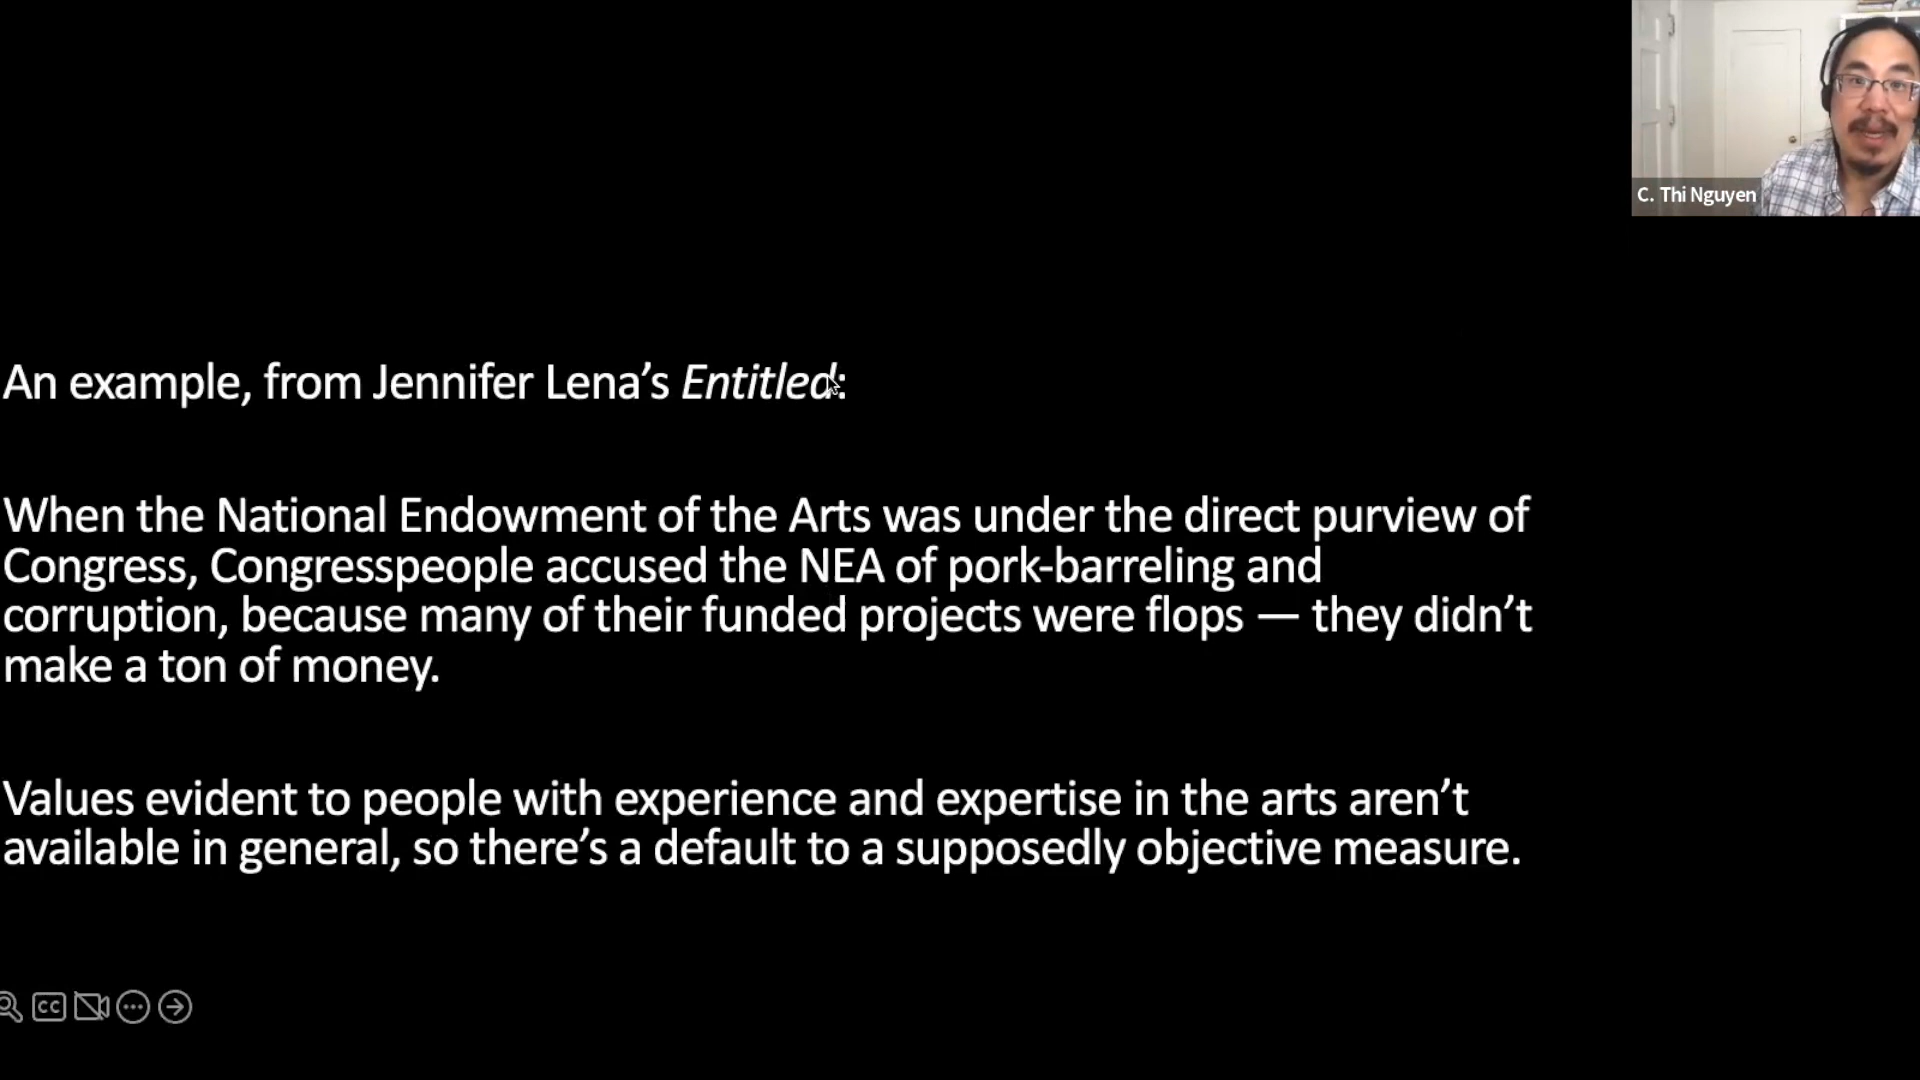 C. Thi Nguyen
An example, from Jennifer Lena’s Entitled:
When the National Endowment of the Arts was under the direct purview of
Congress, Congresspeople accused the NEA of pork-barreling and
corruption, because many of their funded projects were flops — they didn’t
make a ton of money.
Values evident to people with experience and expertise in the arts aren’t
available in general, so there’s a default to a supposedly objective measure.
CC